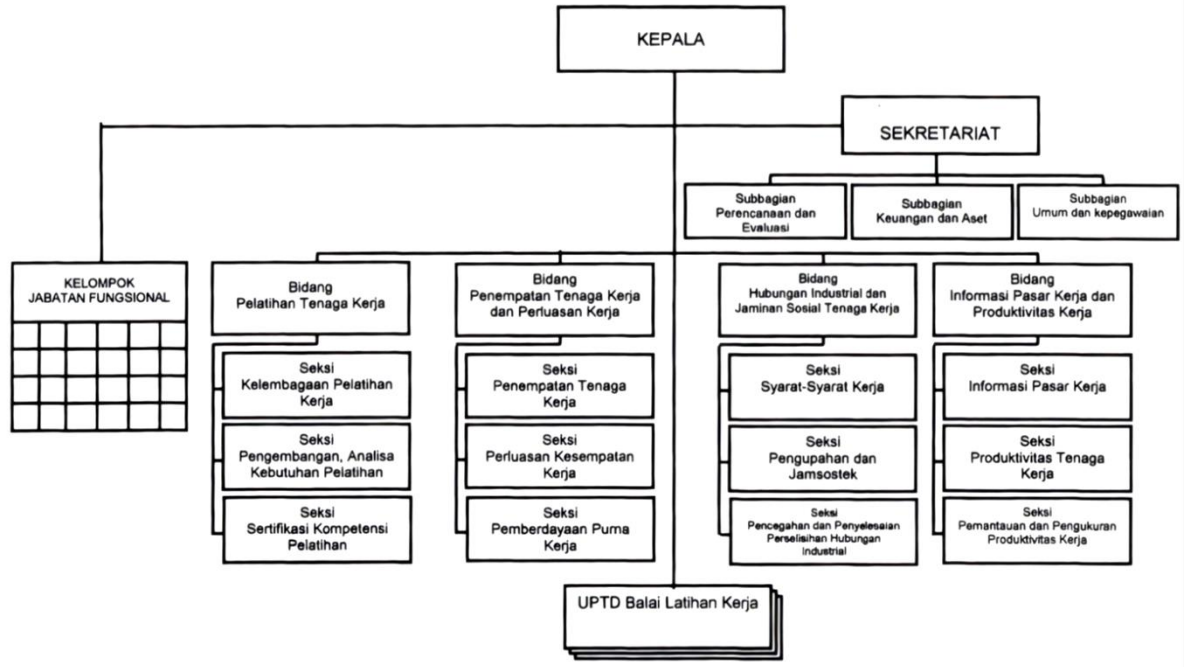 KEPALA
SEKRETARIAT
Subbagian
Perencanaan dan
Evaluasi
Subbagian
Keuangan dan Aset
Subbagian
Umum dan kepegawaian
KELOMPOK
JABATAN FUNGSIONAL
Bidang
Pelatihan Tenaga Kerja
Seksi
Kelembagaan Pelatihan
Kerja
Seksi
Pengembangan, Analisa
Kebutuhan Pelatihan
Seksi
Sertifikasi Kompetensi
Pelatihan
Bidang
Penempatan Tenaga Kerja
dan Perluasan Kerja
Seksi
Penempatan Tenaga
Kerja
Seksi
Perluasan Kesempatan
Kerja
Seksi
Pemberdayaan Purna
Kerja
Bidang
Hubungan Industrial dan
Jaminan Sosial Tenaga Kerja
Seksi
Syarat-Syarat Kerja
Seksi
Pengupahan dan
Jamsostek
Seksi
Pencegahan dan Penyelesaian
Perselisihan Hubungan
Industrial
Bidang
Informasi Pasar Kerja dan
Produktivitas Kerja
Seksi
Informasi Pasar Kerja
Seksi
Produktivitas Tenaga
Kerja
Seksi
Pemantauan dan Pengukuran
Produktivitas Kerja
UPTD Balai Latihan Kerja